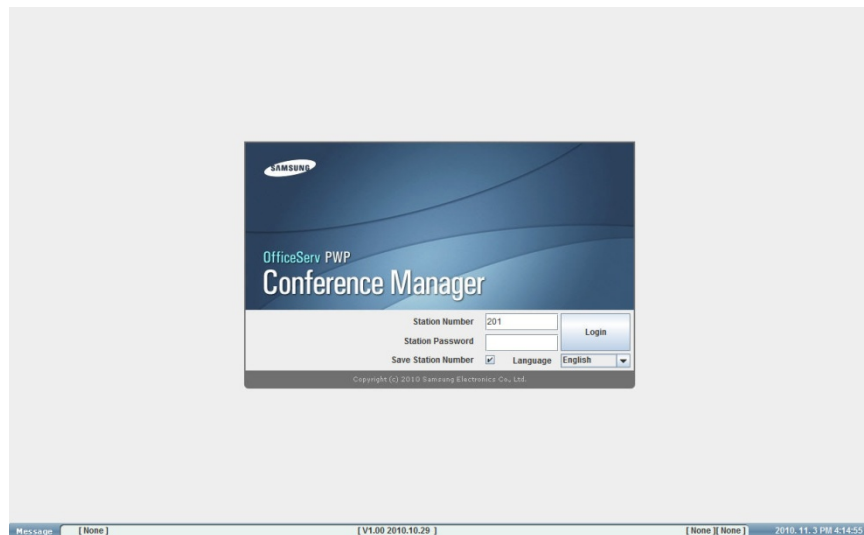 SAMSUNG
OfficeServ PWP
Conference Manager
Station Number 201 Login
Station Password
Save Station Number Language English
Copyright (c) 2010 Samsung Electronics Co., Ltd.
Message [ None ] [ V1.00 2010.10.29 ] [ None ][ None ] 2010. 11. 3 PM 4:14:55